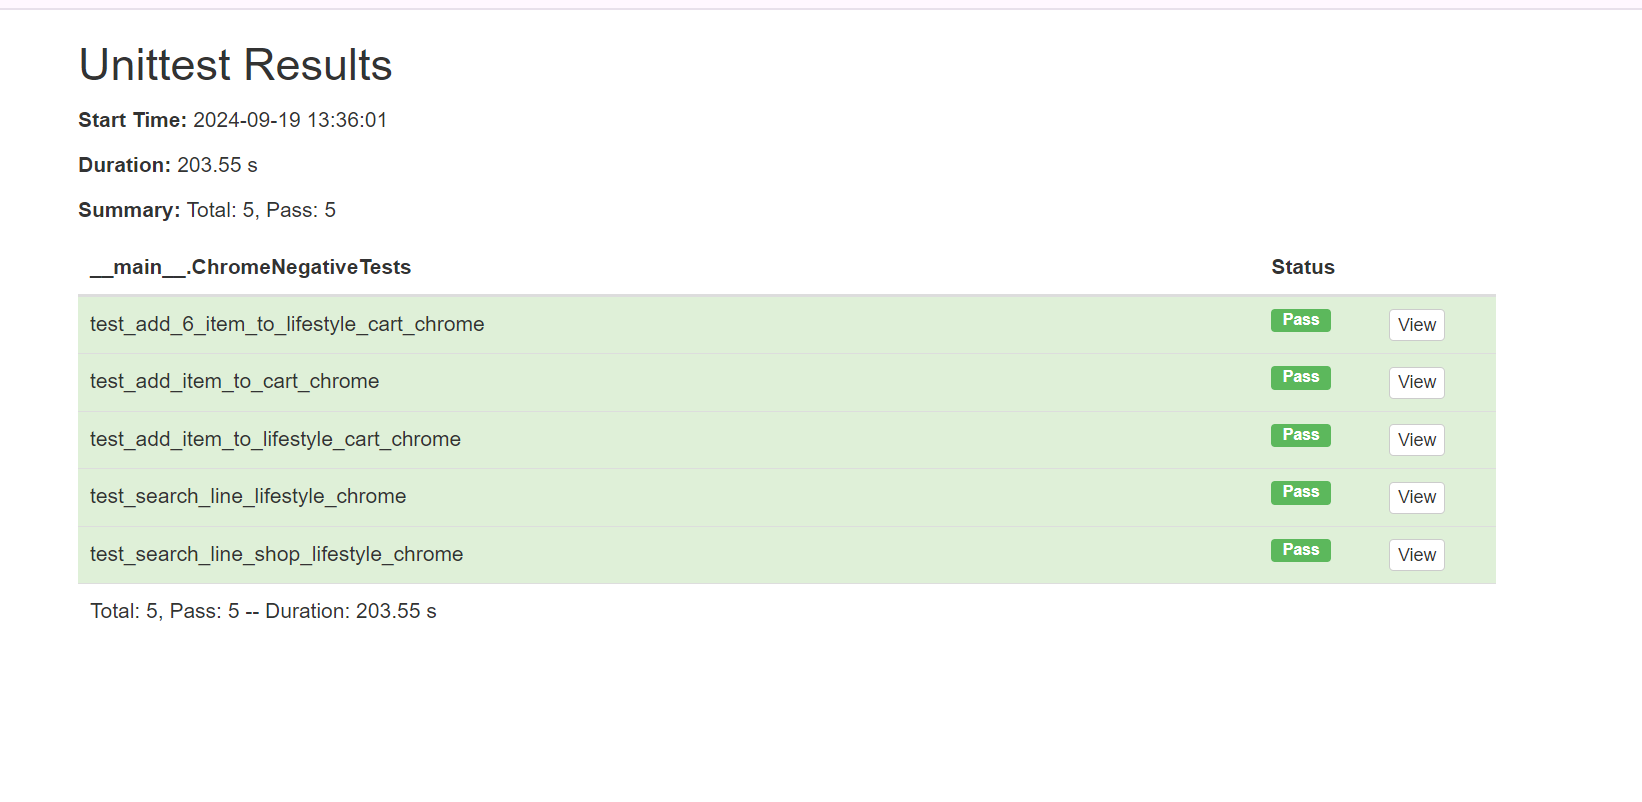 Unittest Results
Start Time: 2024-09-19 13:36:01
Duration: 203.55 s
Summary: Total: 5, Pass: 5
__main__.ChromeNegativeTests Status
test_add_6_item_to_lifestyle_cart_chrome Pass View
test_add_item_to_cart_chrome Pass View
test_add_item_to_lifestyle_cart_chrome Pass View
test_search_line_lifestyle_chrome Pass View
test_search_line_shop_lifestyle_chrome Pass View
Total: 5, Pass: 5 -- Duration: 203.55 s